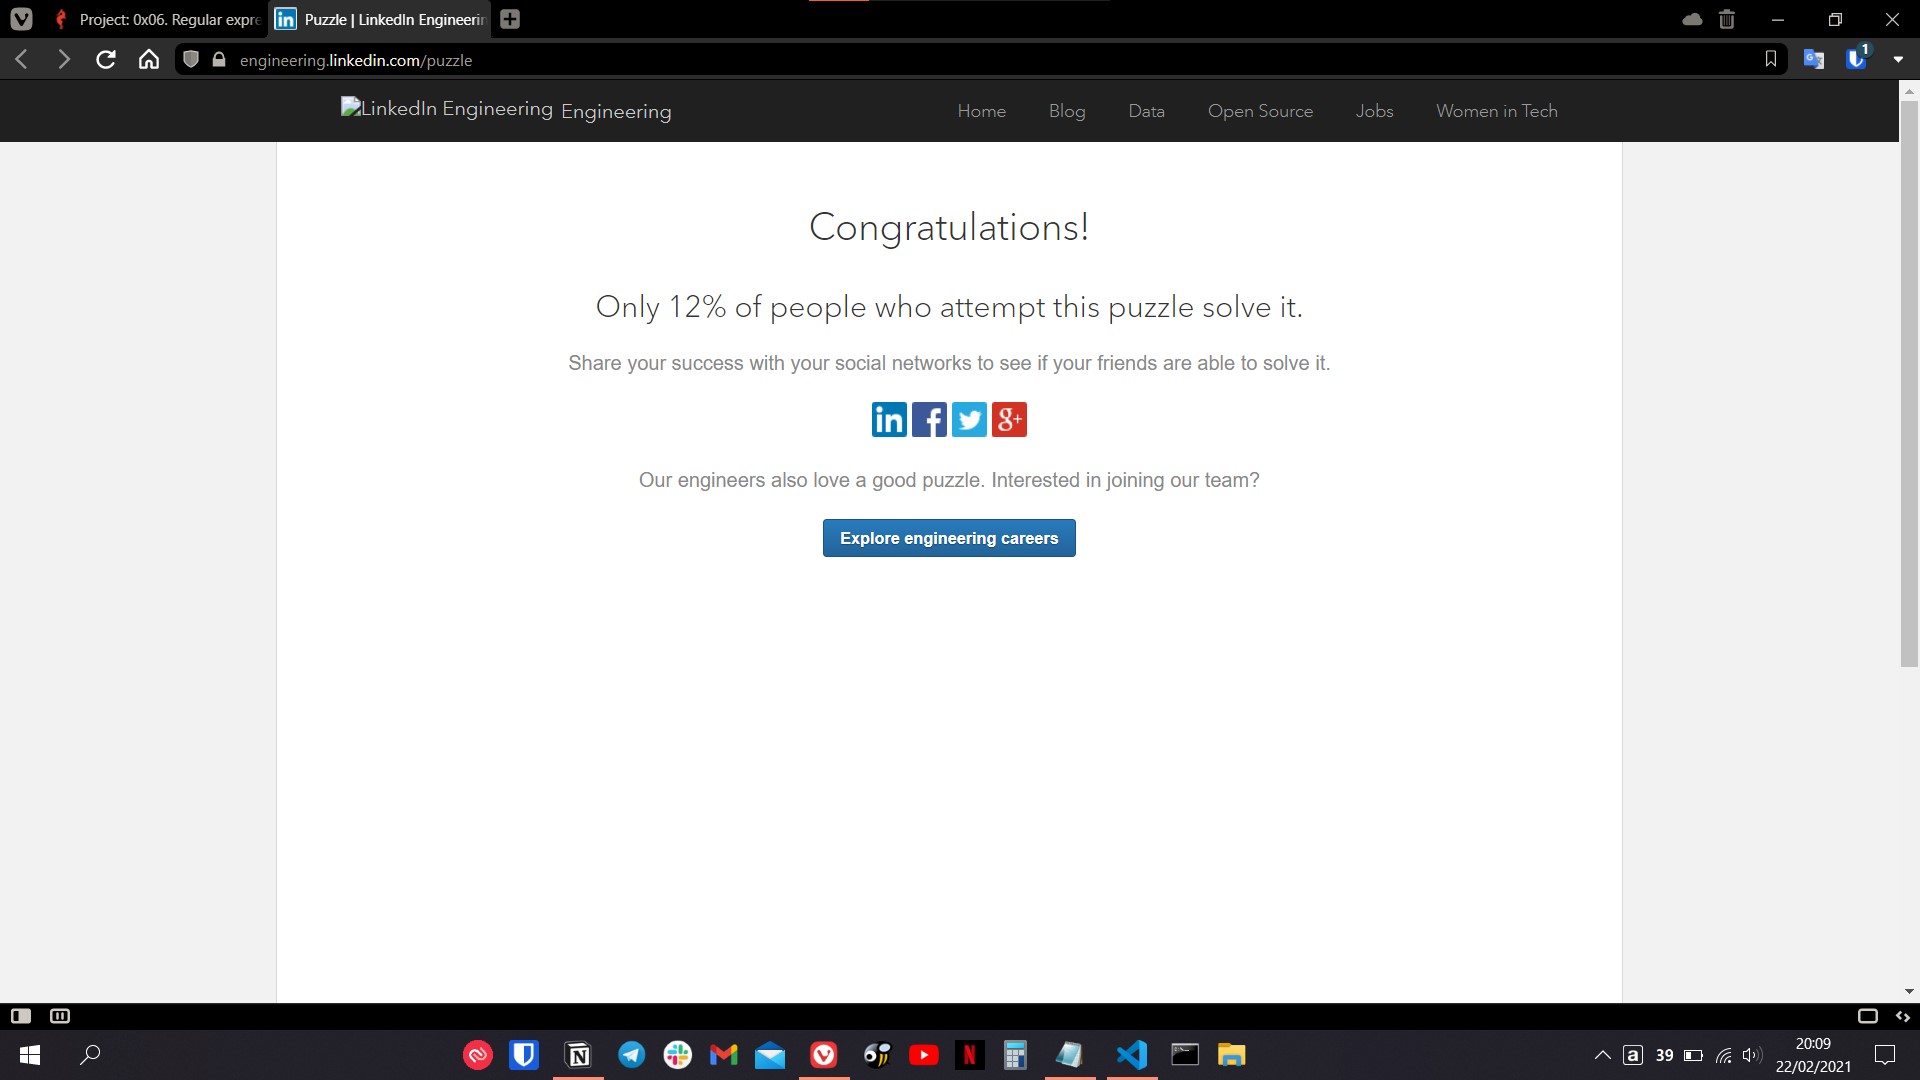 Project: 0x06. Regular expre
Puzzle | LinkedIn Engineerin
engineering.linkedin.com/puzzle
1
LinkedIn Engineering Engineering
Home Blog Data Open Source Jobs Women in Tech
Congratulations!
Only 12% of people who attempt this puzzle solve it.
Share your success with your social networks to see if your friends are able to solve it.
in f g+
Our engineers also love a good puzzle. Interested in joining our team?
Explore engineering careers
a 39
20:09
22/02/2021